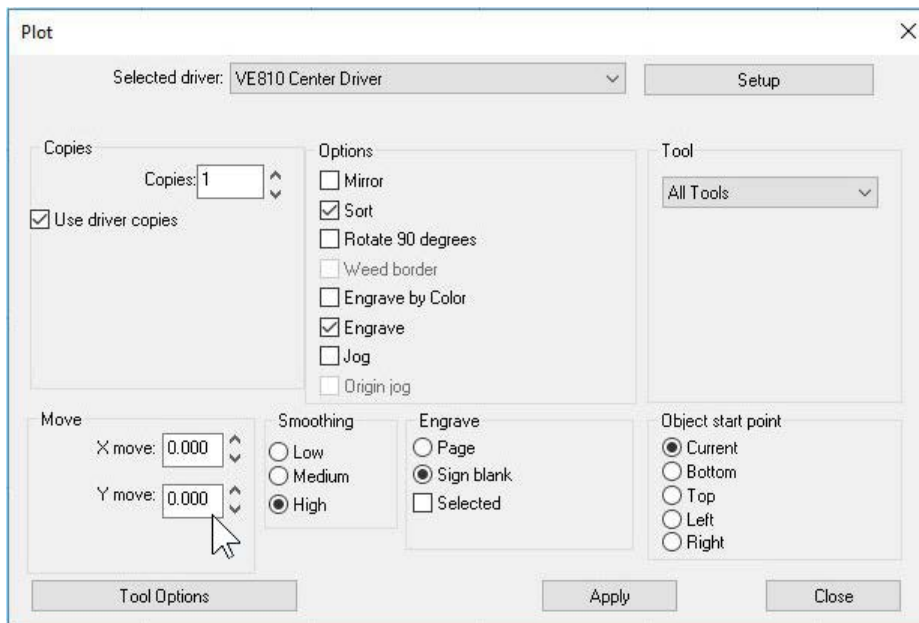 Plot
Selected driver: VE810 Center Driver Setup
Copies
Copies: 1
Use driver copies
Options
Mirror
Sort
Rotate 90 degrees
Weed border
Engrave by Color
Engrave
Jog
Origin jog
Tool
All Tools
Move
X move: 0.000
Y move: 0.000
Smoothing
Low
Medium
High
Engrave
Page
Sign blank
Selected
Object start point
Current
Bottom
Top
Left
Right
Tool Options Apply Close